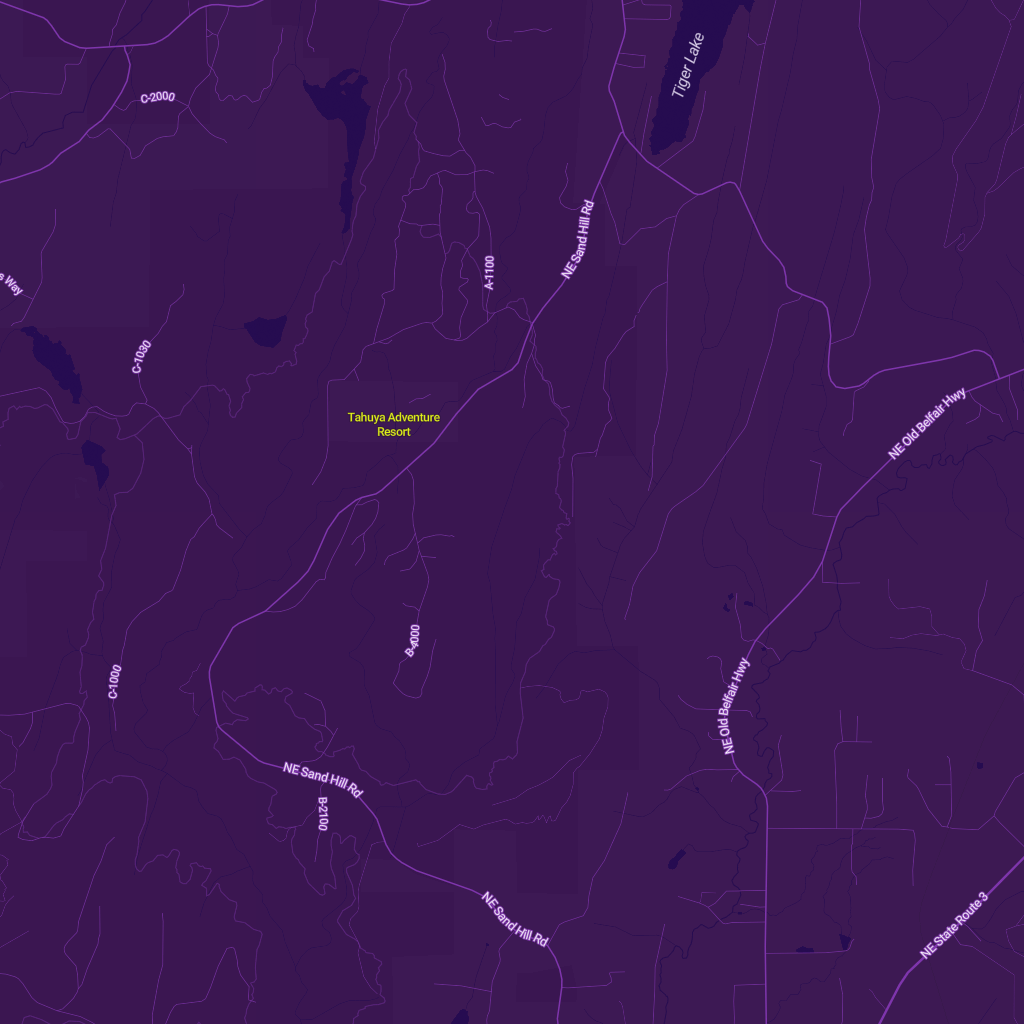 Tiger Lake
C-2000
NE Sand Hill Rd
A-1100
s Way
C-1030
NE Old Belfair Hwy
Tahuya Adventure
Resort
B-4000
C-1000
NE Old Belfair Hwy
NE Sand Hill Rd
B-2100
NE Sand Hill Rd
NE State Route 3